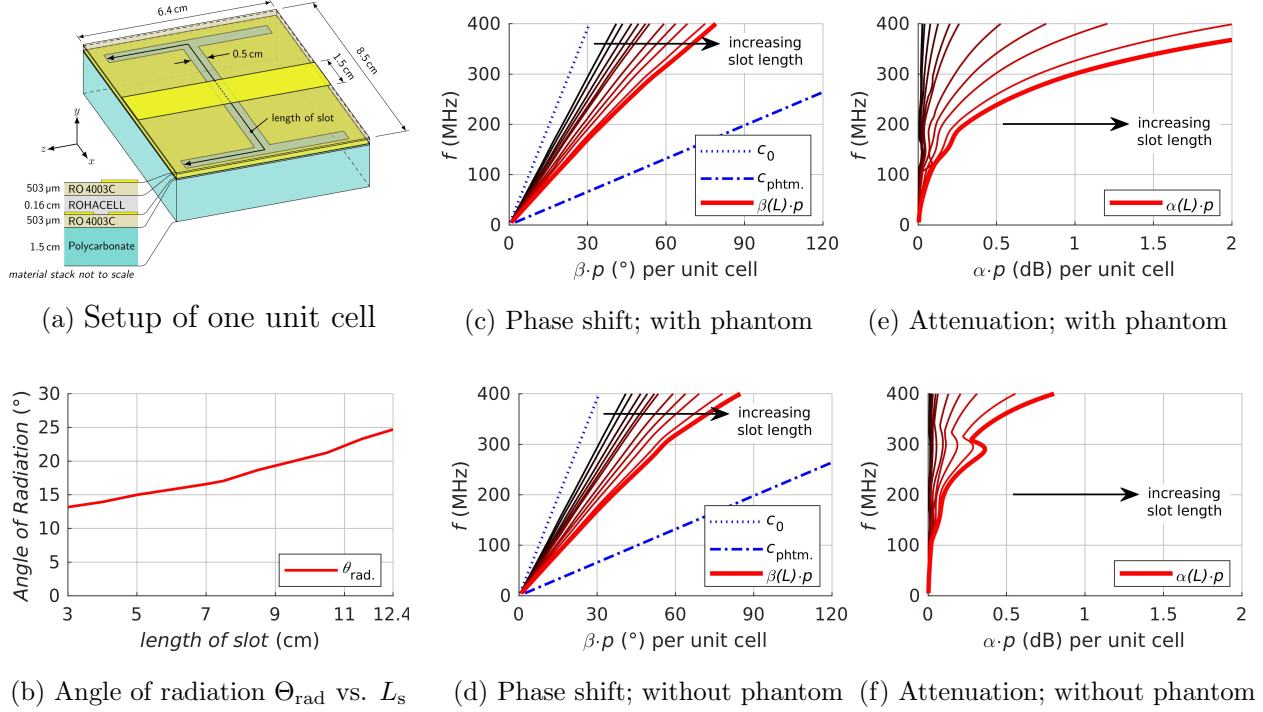 6.4 cm
8.5 cm
0.5 cm
1.5 cm
length of slot
y
z
x
503 µm RO 4003C
0.16 cm ROHACELL
503 µm RO 4003C
1.5 cm Polycarbonate
material stack not to scale
(a) Setup of one unit cell
400
300
200
100
0
f (MHz)
increasing
slot length
c0
cphtm.
β(L)·p
0 30 60 90 120
β·p (°) per unit cell
(c) Phase shift; with phantom
400
300
200
100
0
f (MHz)
increasing
slot length
α(L)·p
0 0.5 1 1.5 2
α·p (dB) per unit cell
(e) Attenuation; with phantom
30
25
20
15
10
5
0
Angle of Radiation (°)
θrad.
3 5 7 9 11 12.4
length of slot (cm)
(b) Angle of radiation Θrad vs. Ls
400
300
200
100
0
f (MHz)
increasing
slot length
c0
cphtm.
β(L)·p
0 30 60 90 120
β·p (°) per unit cell
(d) Phase shift; without phantom
400
300
200
100
0
f (MHz)
increasing
slot length
α(L)·p
0 0.5 1 1.5 2
α·p (dB) per unit cell
(f) Attenuation; without phantom